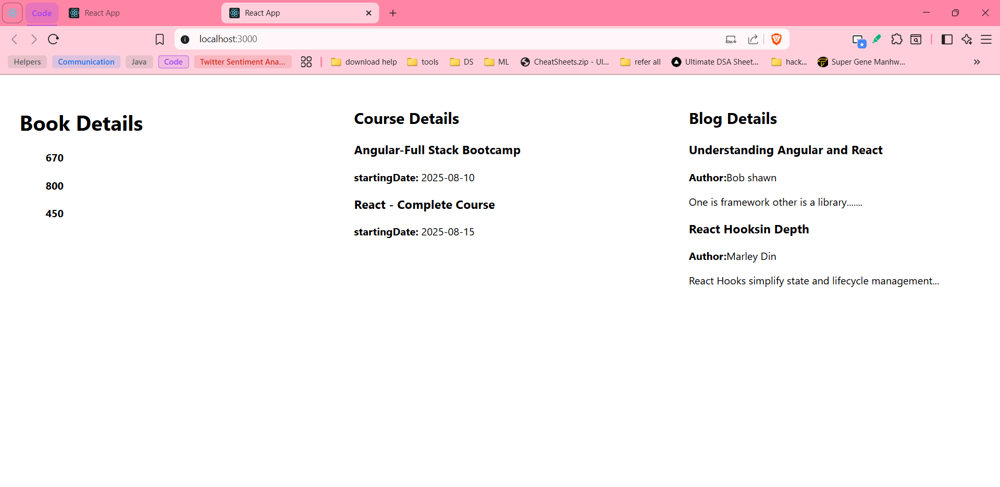 Code
React App
React App
localhost:3000
Helpers
Communication
Java
Code
Twitter Sentiment Ana...
download help
tools
DS
ML
CheatSheets.zip - Ul...
refer all
Ultimate DSA Sheet...
hack...
Super Gene Manhw...
Book Details
670
800
450
Course Details
Angular-Full Stack Bootcamp
startingDate: 2025-08-10
React - Complete Course
startingDate: 2025-08-15
Blog Details
Understanding Angular and React
Author:Bob shawn
One is framework other is a library.......
React Hooksin Depth
Author:Marley Din
React Hooks simplify state and lifecycle management...